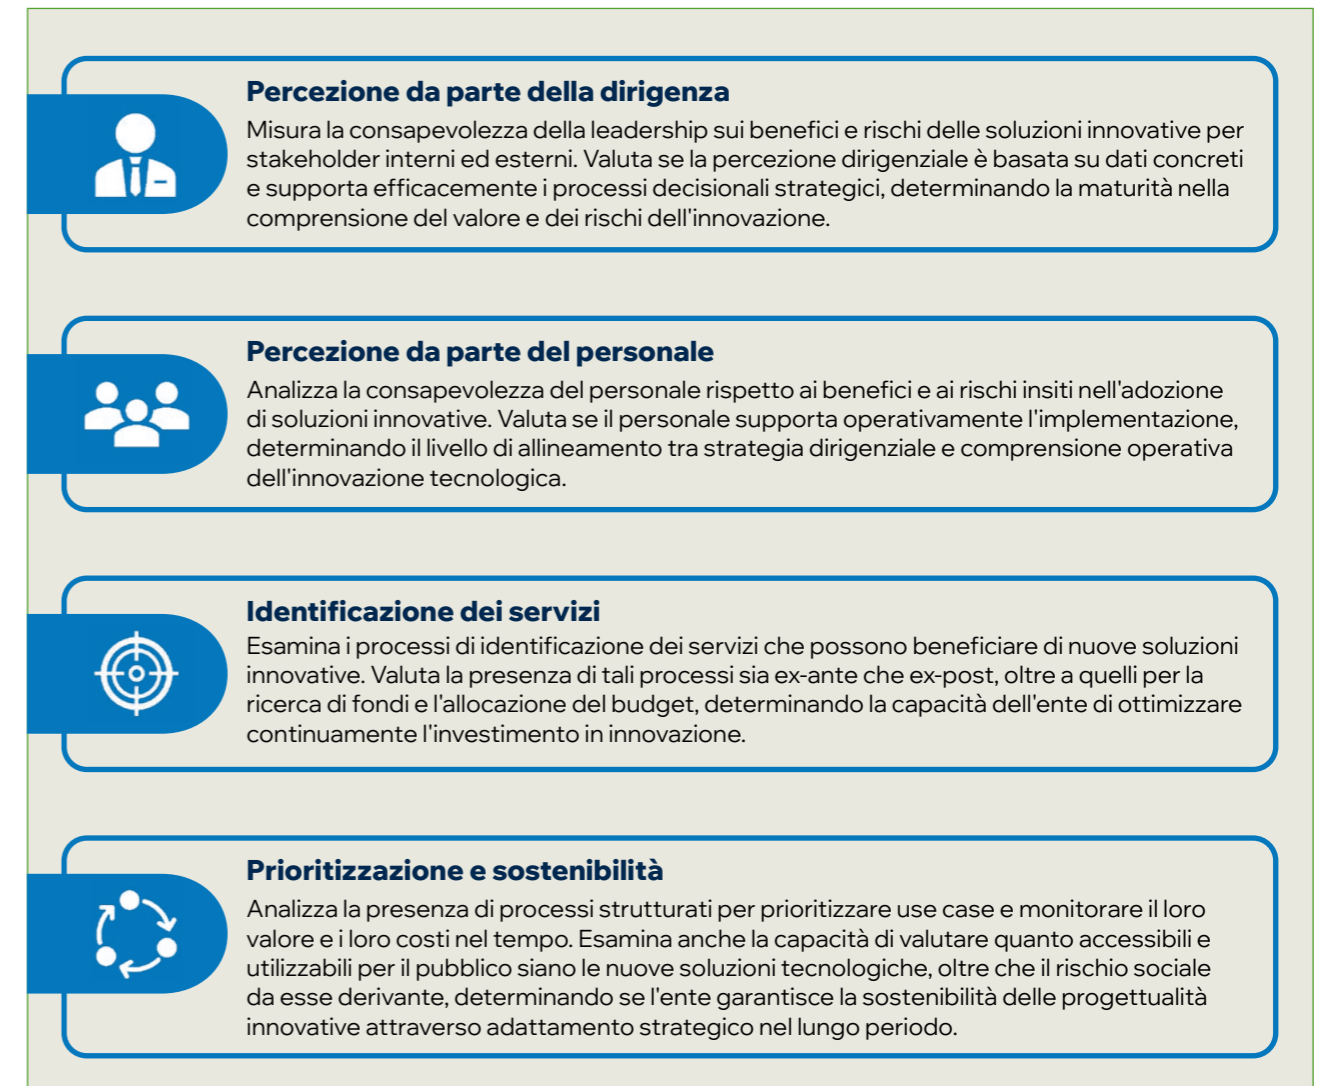 Percezione da parte della dirigenza
Misura la consapevolezza della leadership sui benefici e rischi delle soluzioni innovative per
stakeholder interni ed esterni. Valuta se la percezione dirigenziale è basata su dati concreti
e supporta efficacemente i processi decisionali strategici, determinando la maturità nella
comprensione del valore e dei rischi dell'innovazione.
Percezione da parte del personale
Analizza la consapevolezza del personale rispetto ai benefici e ai rischi insiti nell'adozione
di soluzioni innovative. Valuta se il personale supporta operativamente l'implementazione,
determinando il livello di allineamento tra strategia dirigenziale e comprensione operativa
dell'innovazione tecnologica.
Identificazione dei servizi
Esamina i processi di identificazione dei servizi che possono beneficiare di nuove soluzioni
innovative. Valuta la presenza di tali processi sia ex-ante che ex-post, oltre a quelli per la
ricerca di fondi e l'allocazione del budget, determinando la capacità dell'ente di ottimizzare
continuamente l'investimento in innovazione.
Prioritizzazione e sostenibilità
Analizza la presenza di processi strutturati per prioritizzare use case e monitorare il loro
valore e i loro costi nel tempo. Esamina anche la capacità di valutare quanto accessibili e
utilizzabili per il pubblico siano le nuove soluzioni tecnologiche, oltre che il rischio sociale
da esse derivante, determinando se l'ente garantisce la sostenibilità delle progettualità
innovative attraverso adattamento strategico nel lungo periodo.